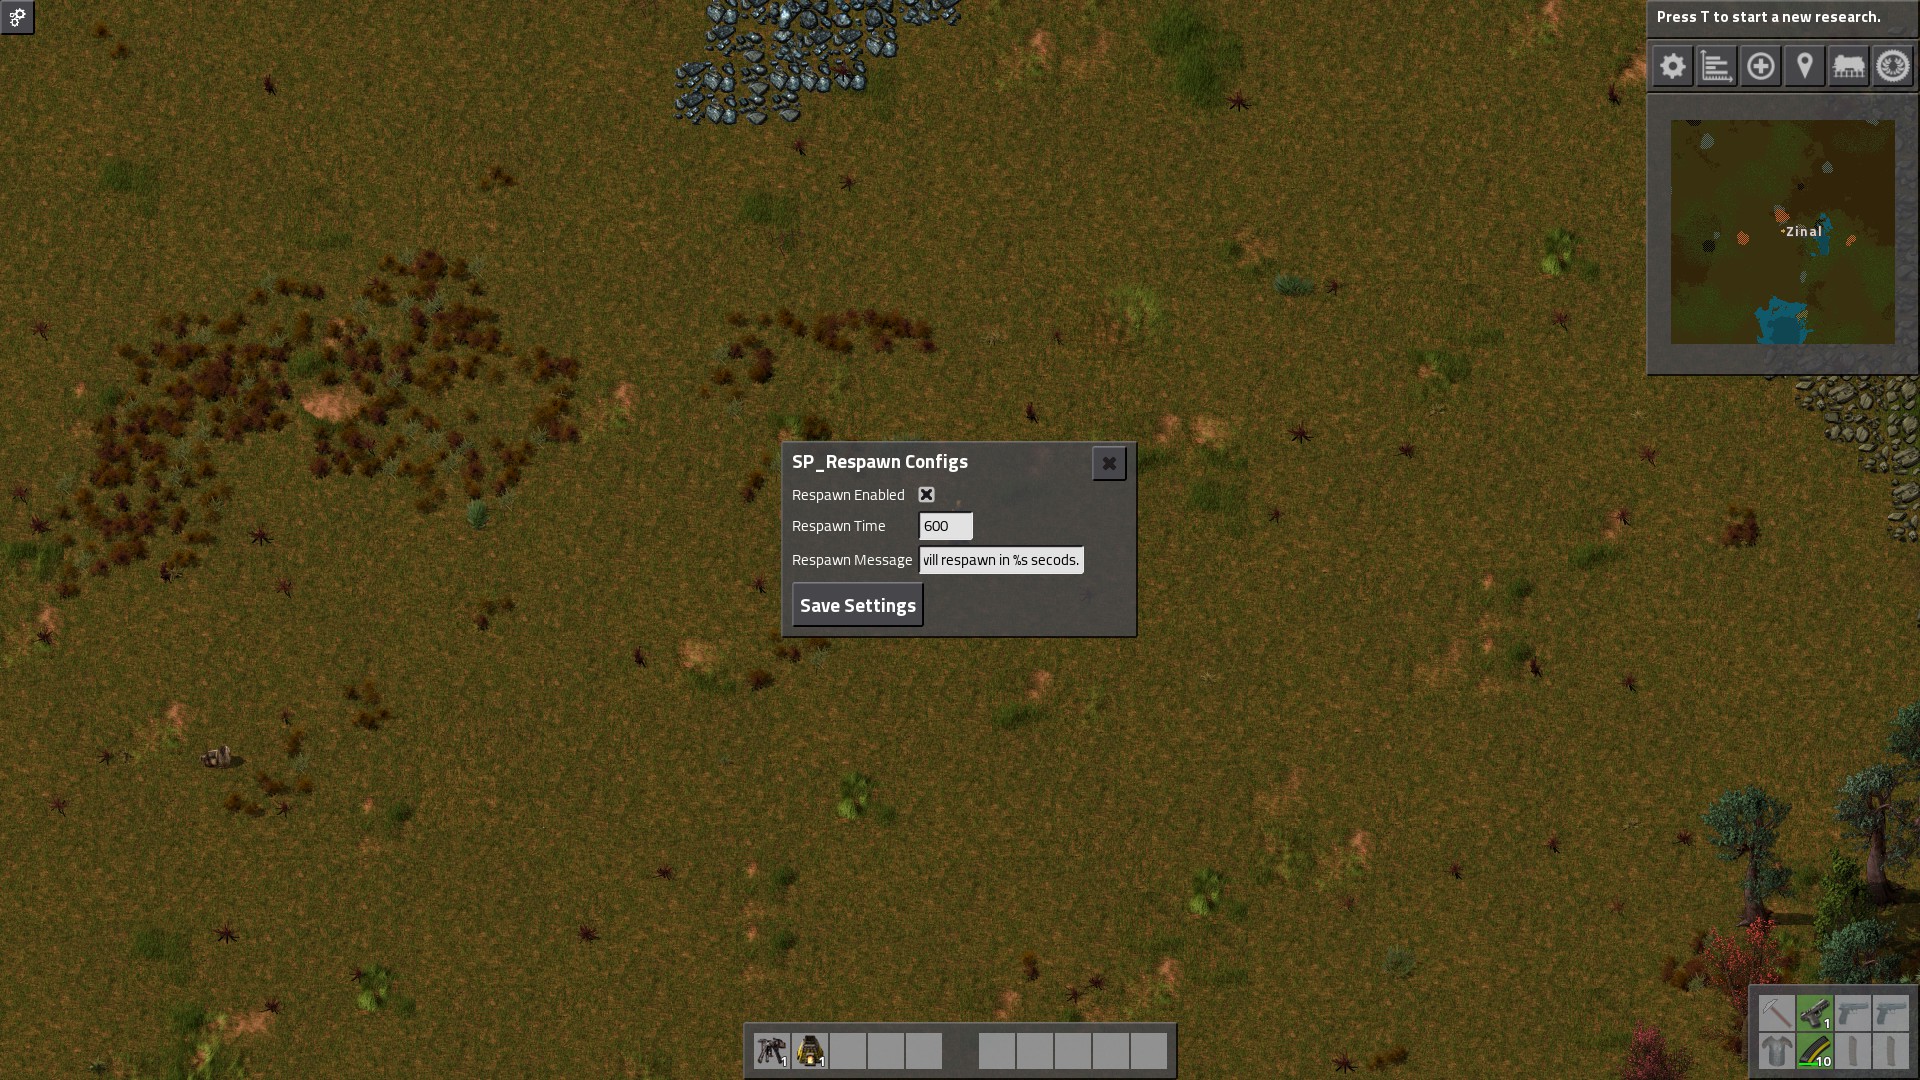 Press T to start a new research.
Zinal
SP_Respawn Configs
Respawn Enabled
Respawn Time 600
Respawn Message will respawn in %s secods.
Save Settings
1 1
1
10